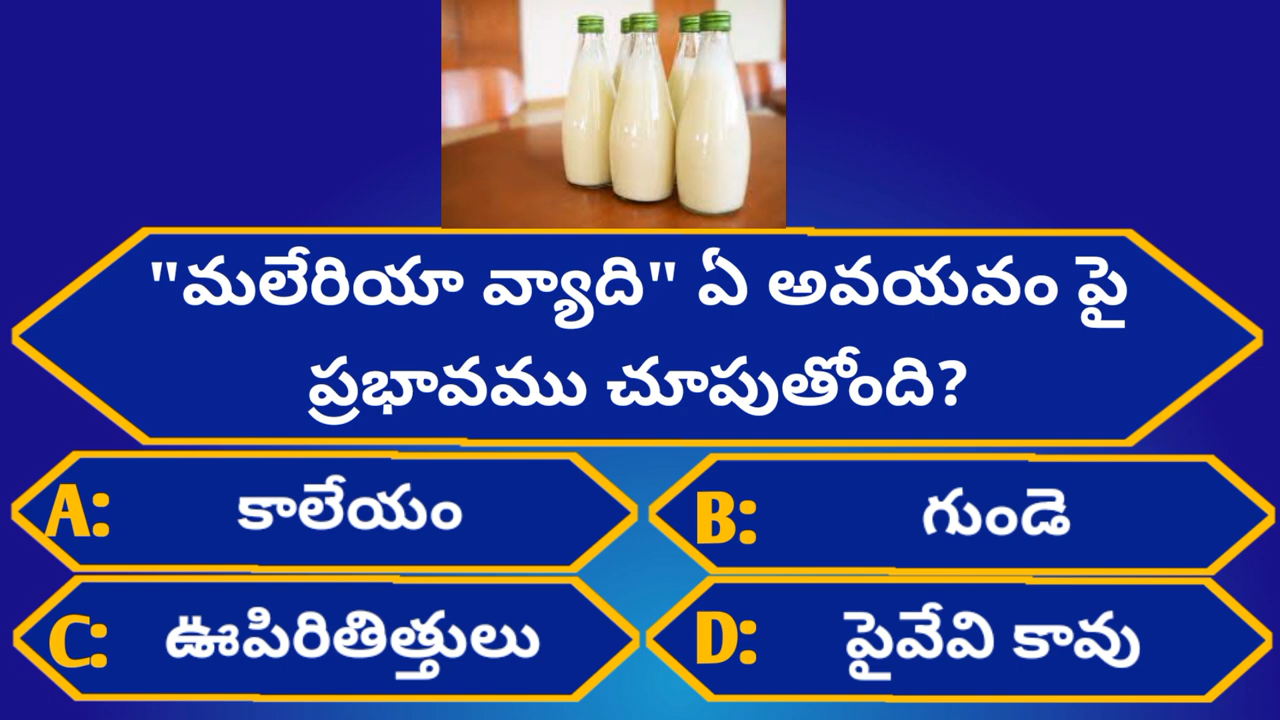 "మలేరియా వ్యాది" ఏ అవయవం పై
ప్రభావము చూపుతోంది?
A: కాలేయం
B: గుండె
C: ఊపిరితిత్తులు
D: పైవేవి కావు